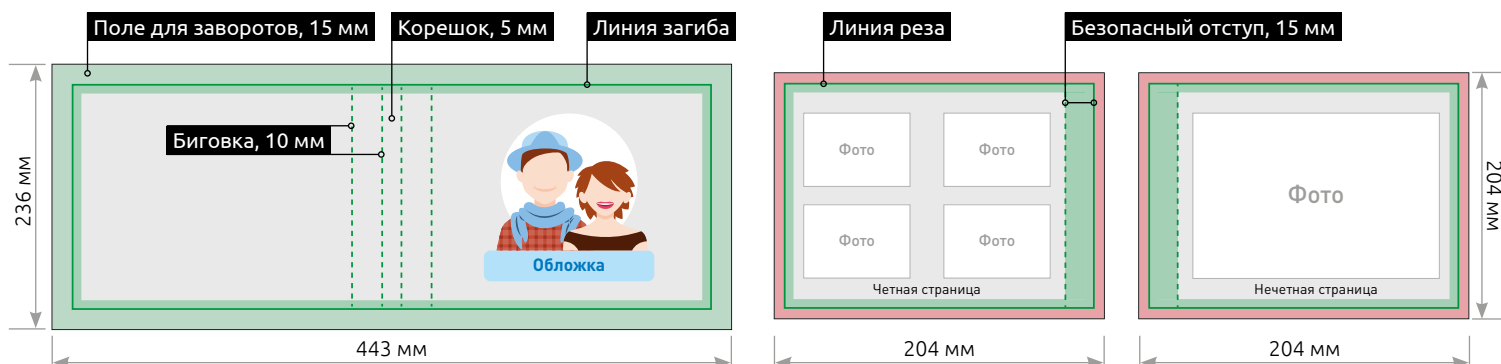 Поле для заворотов, 15 мм
Корешок, 5 мм
Линия загиба
Линия реза
Безопасный отступ, 15 мм
Биговка, 10 мм
236 мм
Обложка
443 мм
Фото
Фото
Фото
Фото
Четная страница
204 мм
Фото
Нечетная страница
204 мм
204 мм